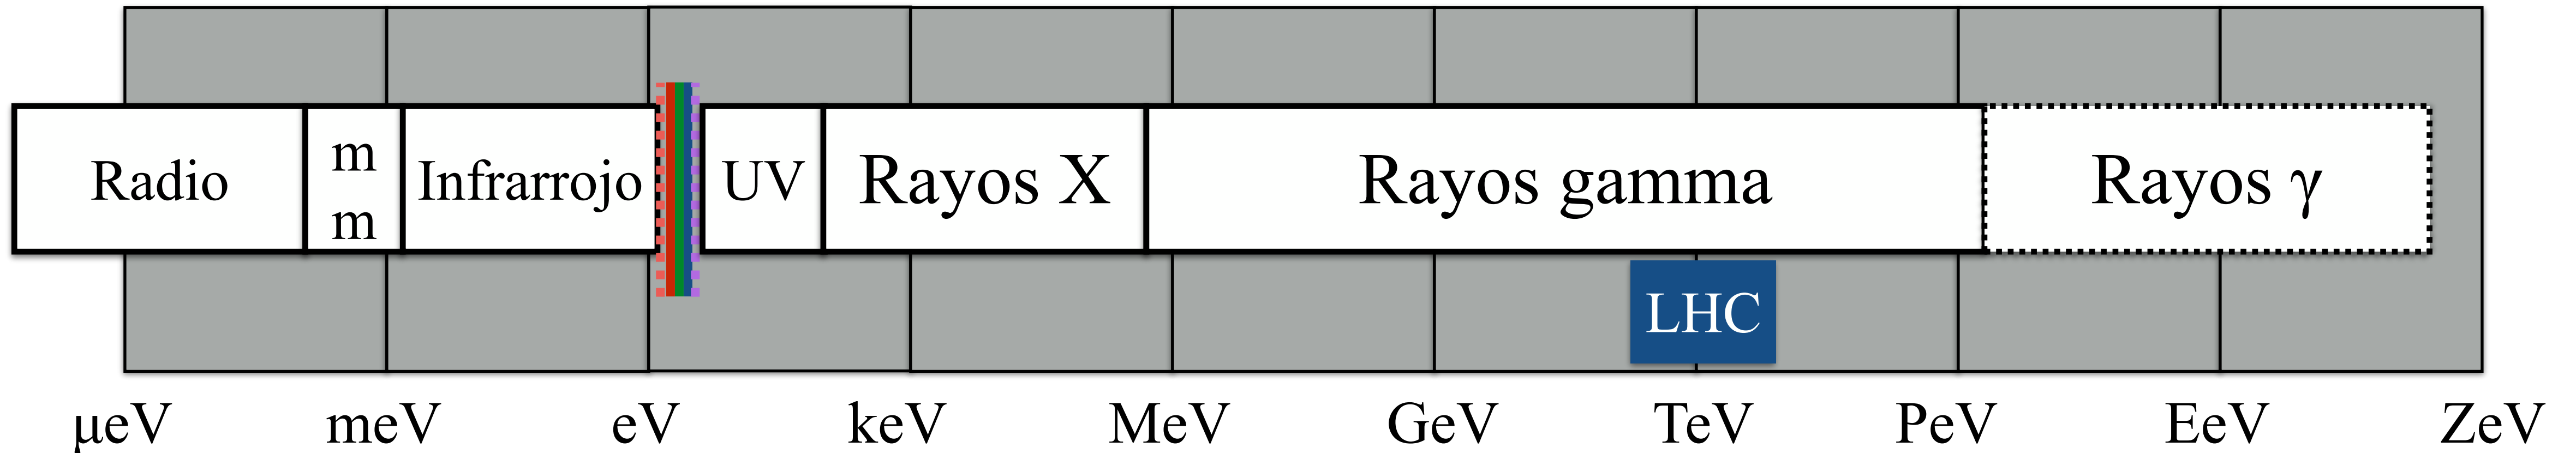 Radio
m
m
Infrarrojo
UV
Rayos X
Rayos gamma
Rayos γ
LHC
μeV
meV
eV
keV
MeV
GeV
TeV
PeV
EeV
ZeV